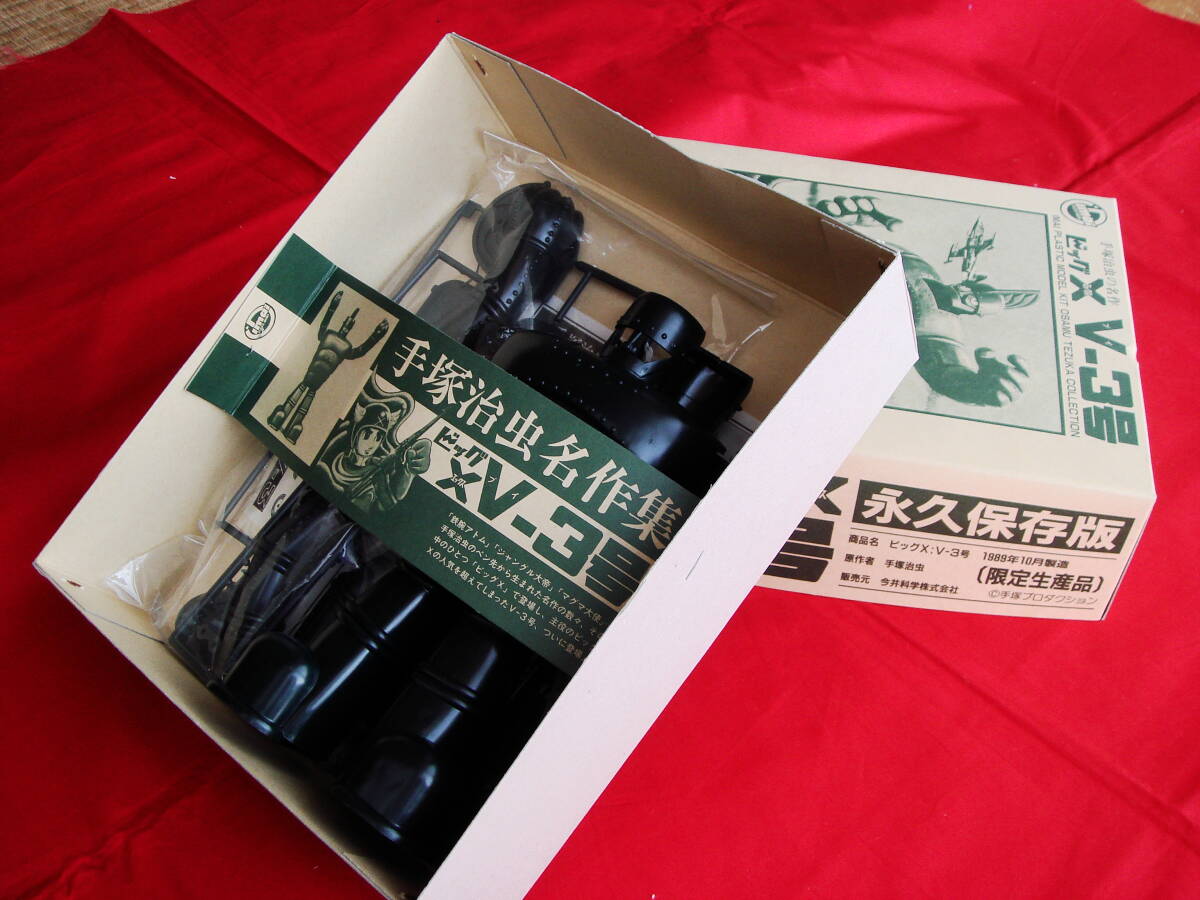 手塚治虫名作集
ビッグ
XV-3号
ブイ
「鉄腕アトム」「ジャングル大帝」「マグマ大使
手塚治虫のペン先から生まれた名作の数々、そ
中のひとつ「ビッグX」で登場し、主役のビッ
Xの人気を超えてしまったV-3号、ついに登場
手塚治虫の名作
ビッグX V-3号
IMAI PLASTIC MODEL KIT OSAMU TEZUKA COLLECTION
号
永久保存版
商品名 ビックX:V-3号 1989年10月製造
原作者 手塚治虫 〔限定生産品〕
販売元 今井科学株式会社 ©手塚プロダクション